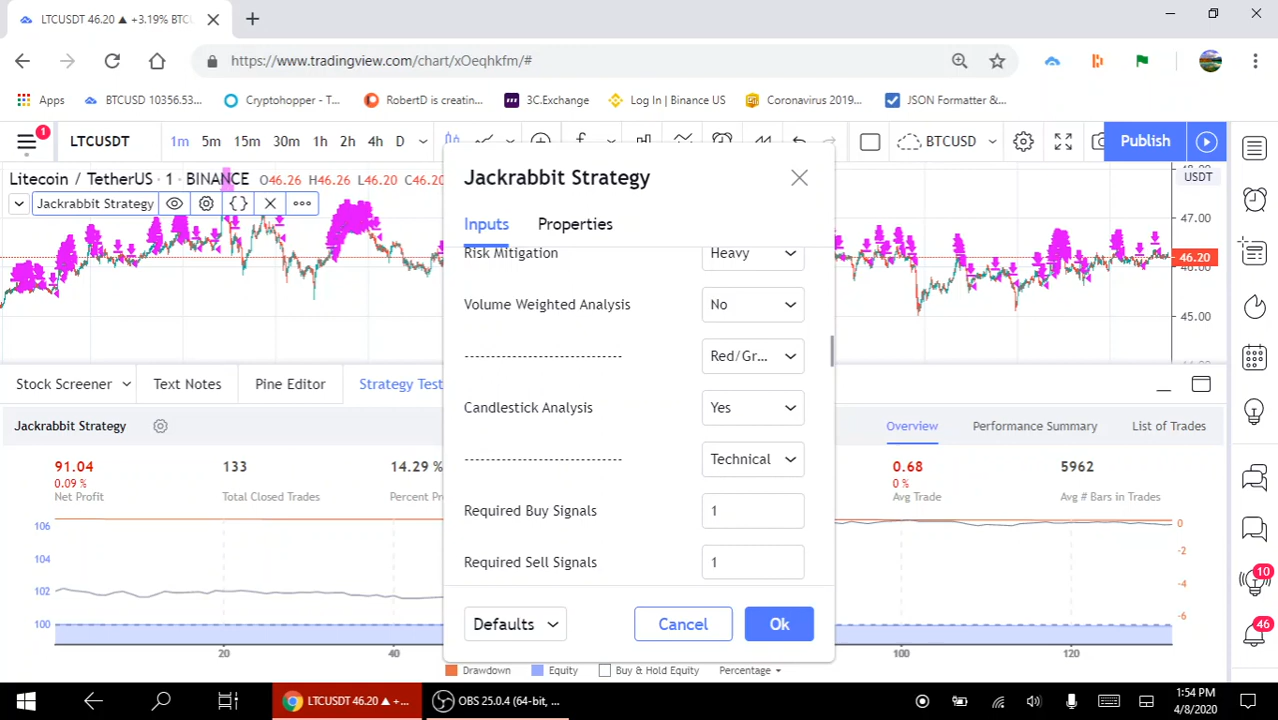 LTCUSDT 46.20 ▲ +3.19% BTC
https://www.tradingview.com/chart/xOeqhkfm/#
Apps
BTCUSD 10356.53...
Cryptohopper - T...
RobertD is creatin...
3C.Exchange
Log In | Binance US
Coronavirus 2019...
JSON Formatter &...
1
LTCUSDT
1m
5m
15m
30m
1h
2h
4h
D
BTCUSD
Publish
Litecoin / TetherUS · 1 · BINANCE O46.26 H46.26 L46.20 C46.20
USDT
Jackrabbit Strategy
47.00
46.20
46.00
45.00
Jackrabbit Strategy
Inputs
Properties
Risk Mitigation
Heavy
Volume Weighted Analysis
No
---------------------------
Red/Gr...
Candlestick Analysis
Yes
---------------------------
Technical
Required Buy Signals
1
Required Sell Signals
1
Defaults
Cancel
Ok
Stock Screener
Text Notes
Pine Editor
Strategy Test
Jackrabbit Strategy
Overview
Performance Summary
List of Trades
91.04
0.09 %
Net Profit
133
Total Closed Trades
14.29 %
Percent Pr
0.68
0 %
Avg Trade
5962
Avg # Bars in Trades
106
104
102
100
0
-2
-4
-6
20
40
100
120
Drawdown
Equity
Buy & Hold Equity
Percentage
10
46
LTCUSDT 46.20 ▲ +...
OBS 25.0.4 (64-bit, ...
1:54 PM
4/8/2020